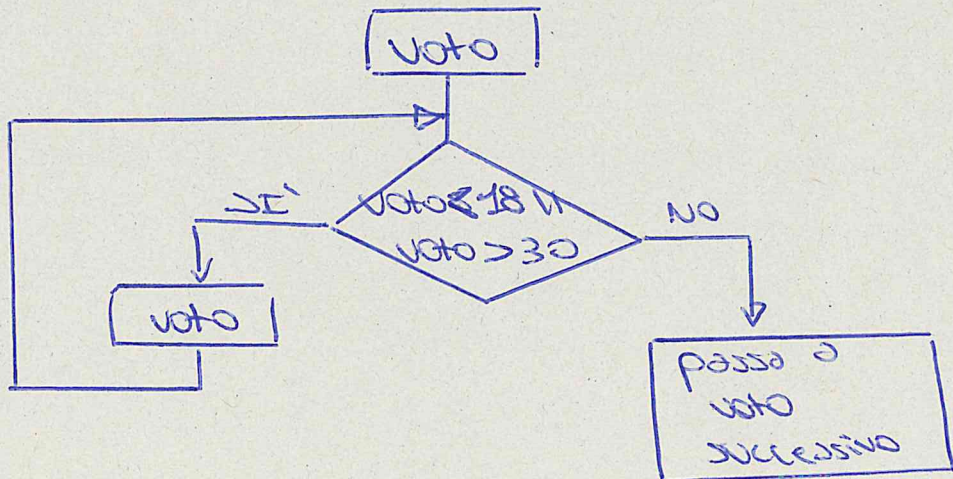 voto
voto<18 ||
voto>30
SI'
NO
voto
passa a
voto
successivo